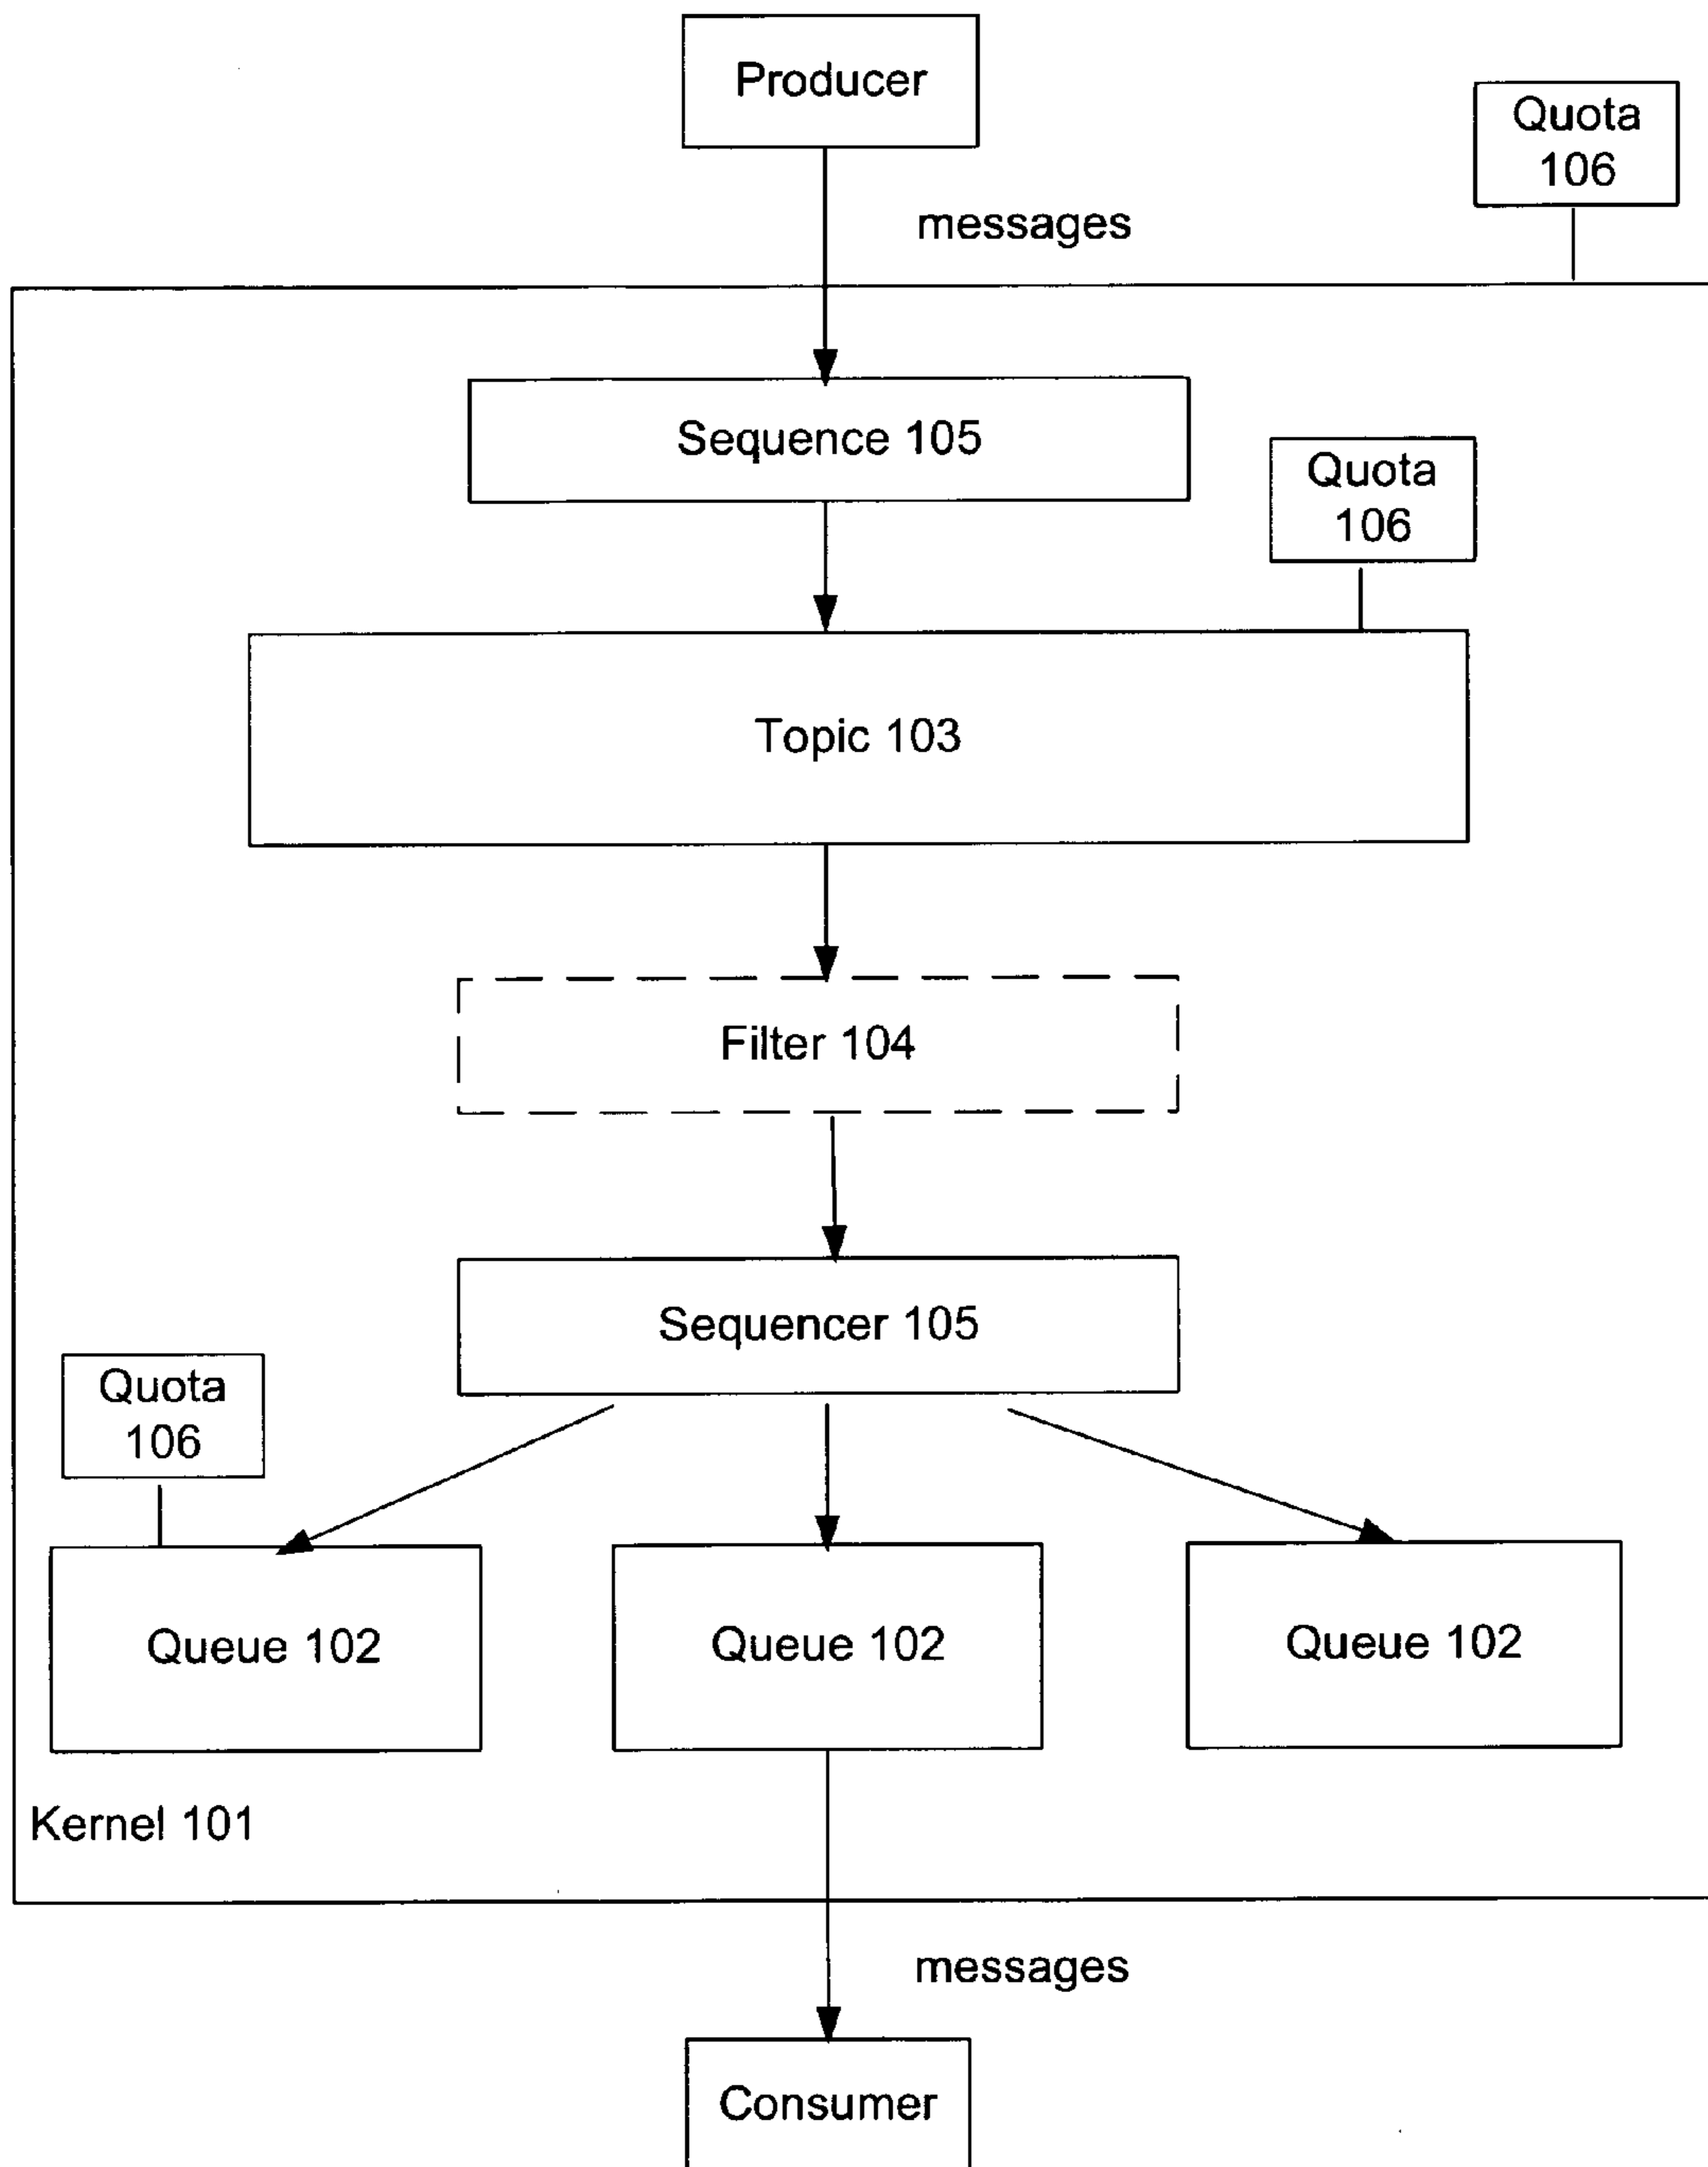 Producer
Quota
106
messages
Sequence 105
Quota
106
Topic 103
Filter 104
Sequencer 105
Quota
106
Queue 102
Queue 102
Queue 102
Kernel 101
messages
Consumer